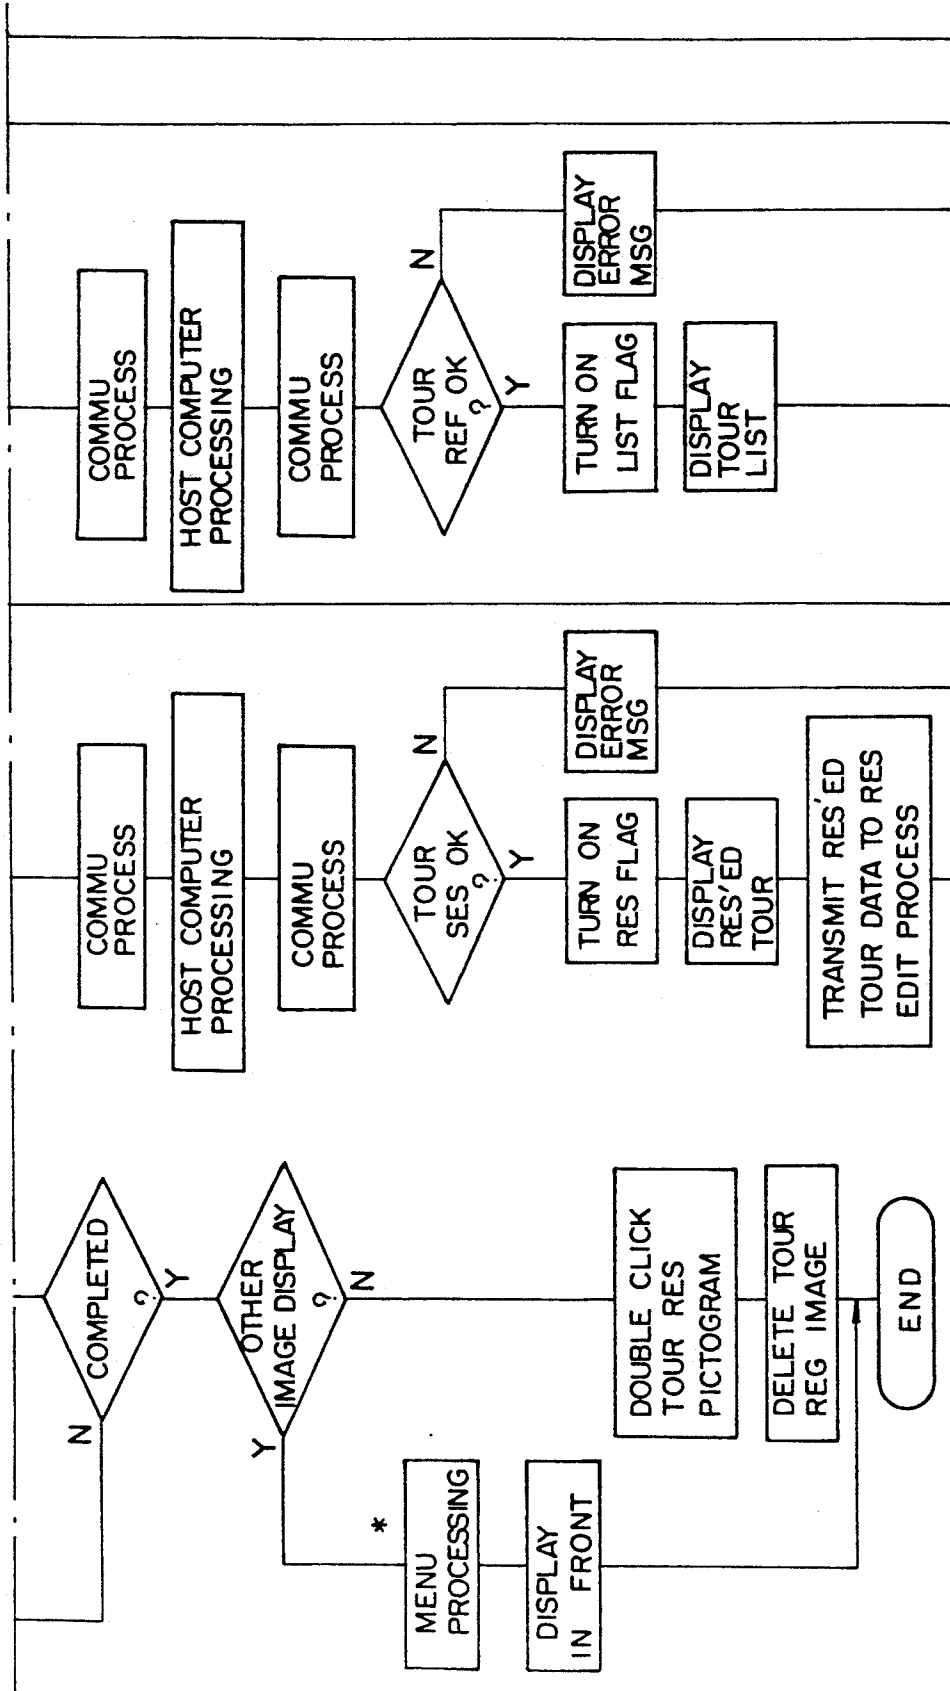 COMPLETED
?
N
Y
OTHER
IMAGE DISPLAY
?
Y
N
*
MENU
PROCESSING
DISPLAY
IN FRONT
DOUBLE CLICK
TOUR RES
PICTOGRAM
DELETE TOUR
REG IMAGE
END
COMMU
PROCESS
HOST COMPUTER
PROCESSING
COMMU
PROCESS
TOUR
SES OK
?
N
Y
TURN ON
RES FLAG
DISPLAY
ERROR
MSG
DISPLAY
RES'ED
TOUR
TRANSMIT RES'ED
TOUR DATA TO RES
EDIT PROCESS
COMMU
PROCESS
HOST COMPUTER
PROCESSING
COMMU
PROCESS
TOUR
REF OK
?
N
Y
TURN ON
LIST FLAG
DISPLAY
ERROR
MSG
DISPLAY
TOUR
LIST